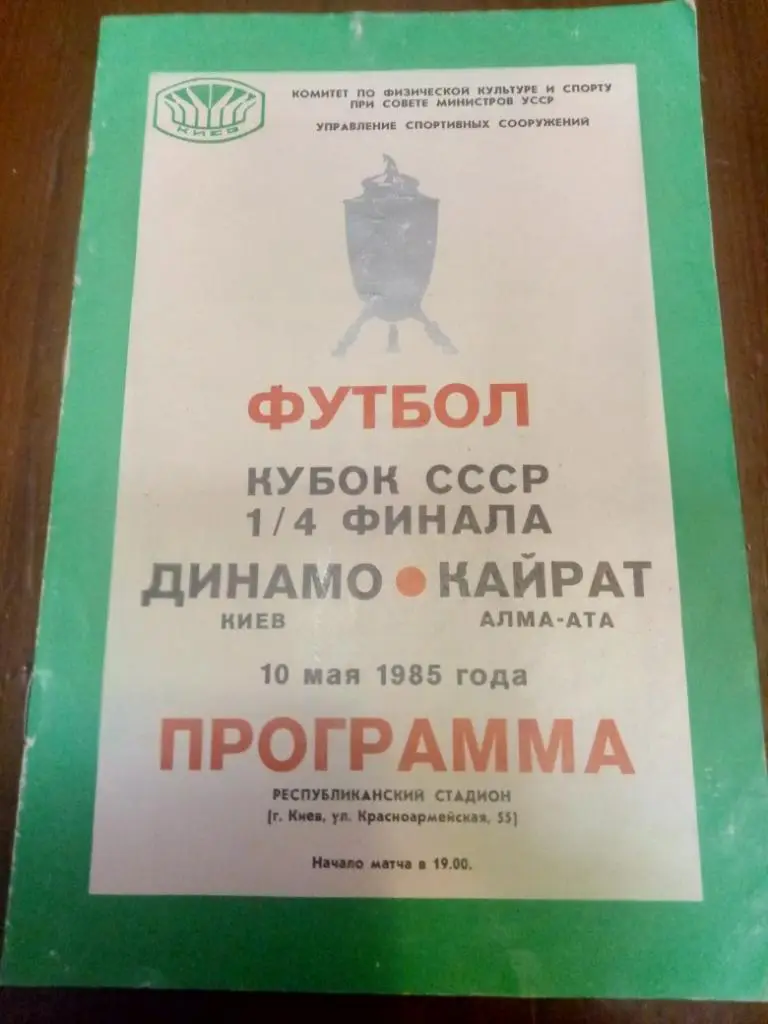 КИЕВ
КОМИТЕТ ПО ФИЗИЧЕСКОЙ КУЛЬТУРЕ И СПОРТУ
ПРИ СОВЕТЕ МИНИСТРОВ УССР
УПРАВЛЕНИЕ СПОРТИВНЫХ СООРУЖЕНИЙ
ФУТБОЛ
КУБОК СССР
1/4 ФИНАЛА
ДИНАМО • КАЙРАТ
КИЕВ АЛМА-АТА
10 мая 1985 года
ПРОГРАММА
РЕСПУБЛИКАНСКИЙ СТАДИОН
(г. Киев, ул. Красноармейская, 55)
Начало матча в 19.00.